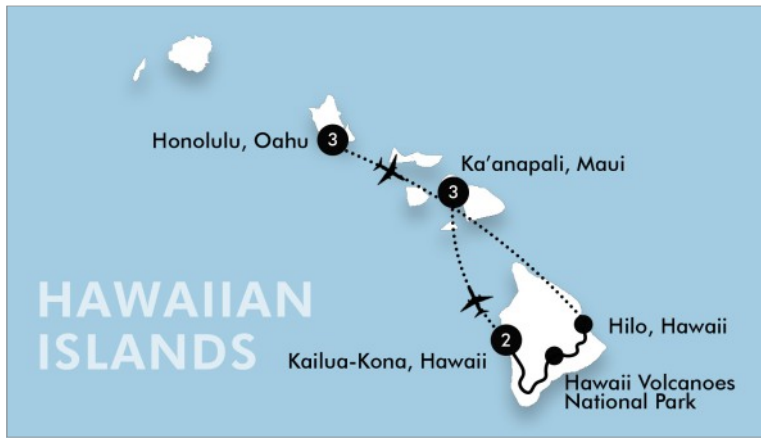 Honolulu, Oahu
3
Ka'anapali, Maui
3
HAWAIIAN
ISLANDS
Hilo, Hawaii
2
Kailua-Kona, Hawaii
Hawaii Volcanoes
National Park